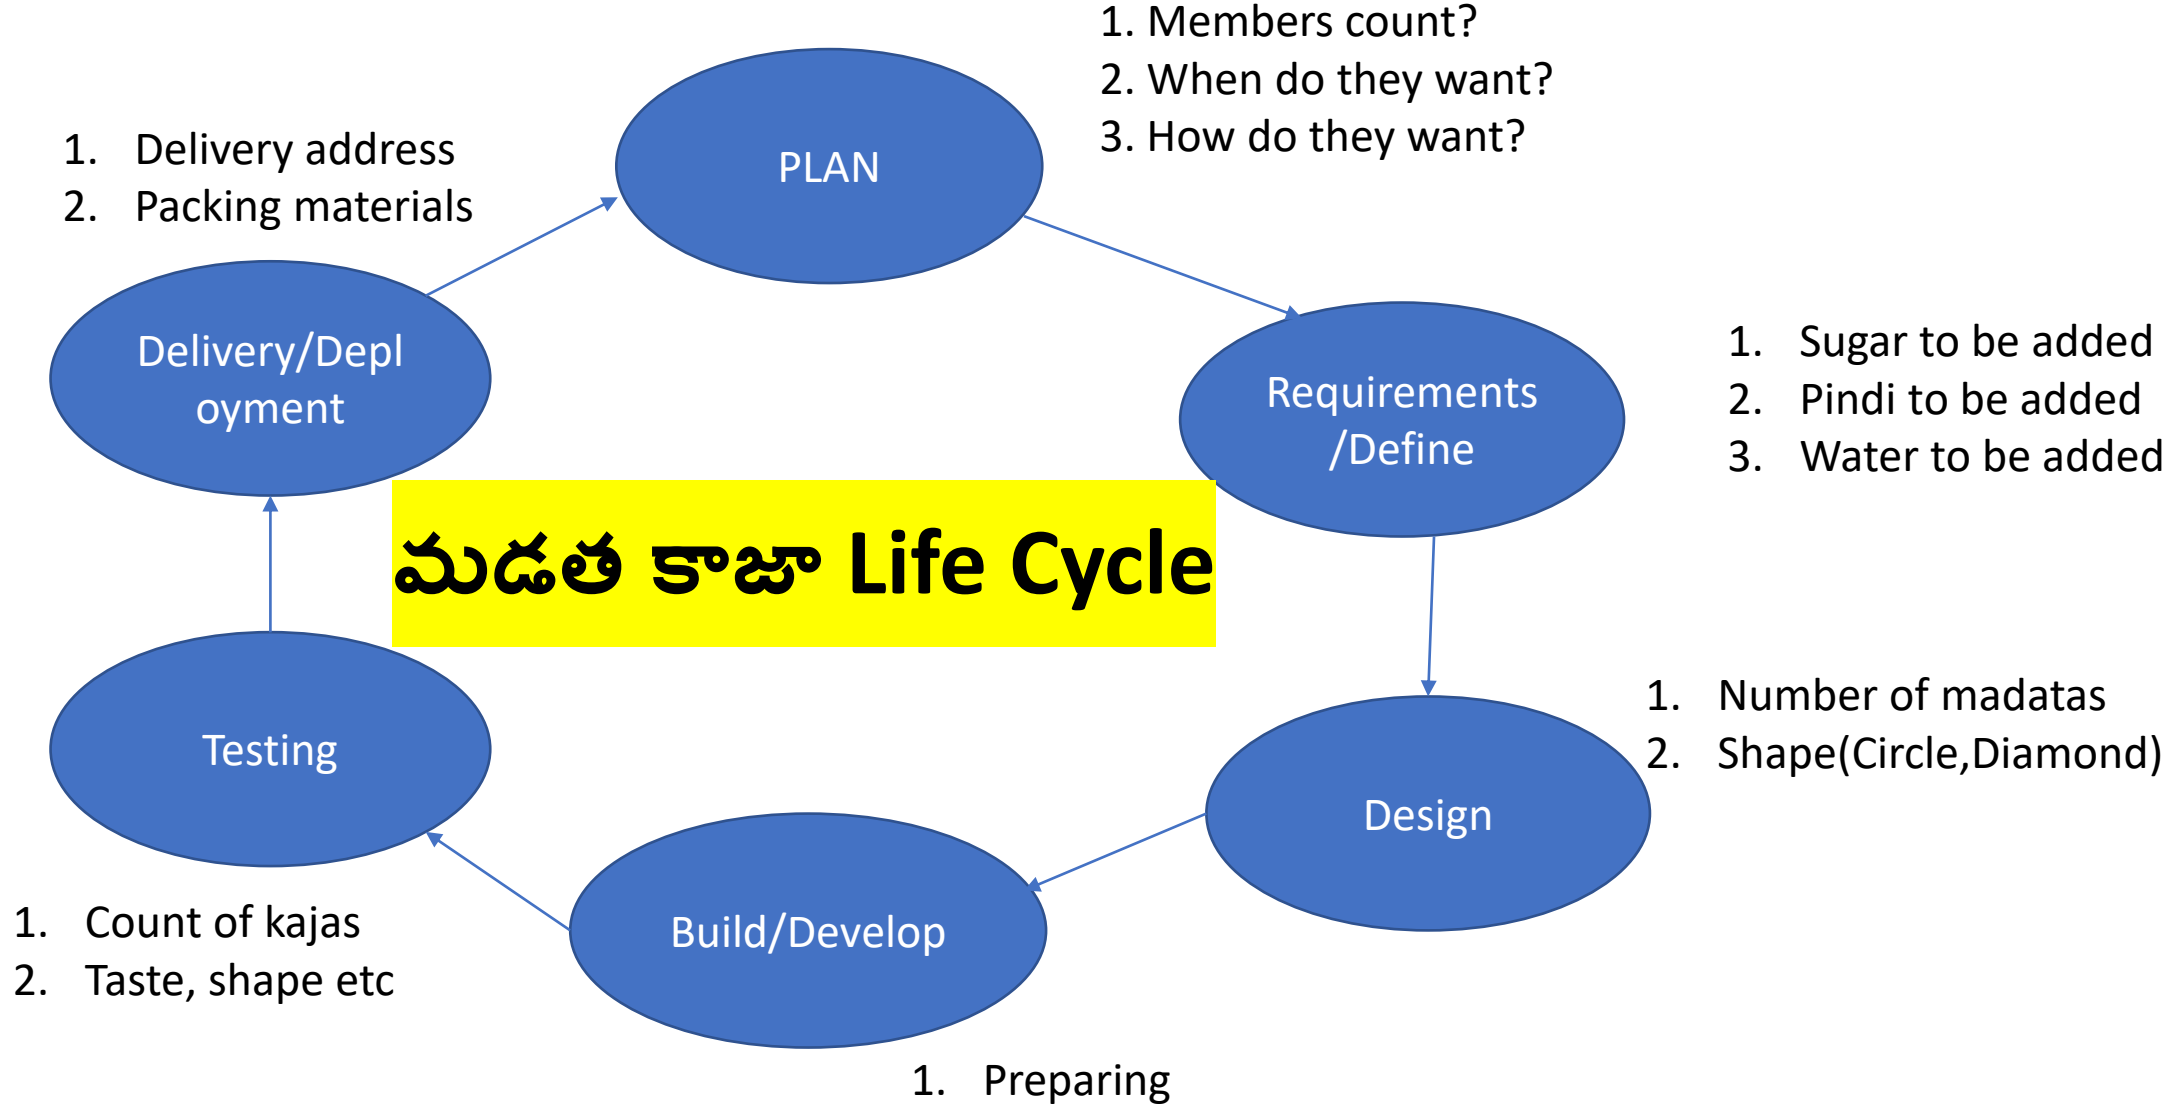 1. Members count?
2. When do they want?
3. How do they want?
PLAN
1. Delivery address
2. Packing materials
Delivery/Depl
oyment
Requirements
/Define
1. Sugar to be added
2. Pindi to be added
3. Water to be added
మడత కాజా Life Cycle
Testing
1. Number of madatas
2. Shape(Circle,Diamond)
Design
Build/Develop
1. Count of kajas
2. Taste, shape etc
1. Preparing